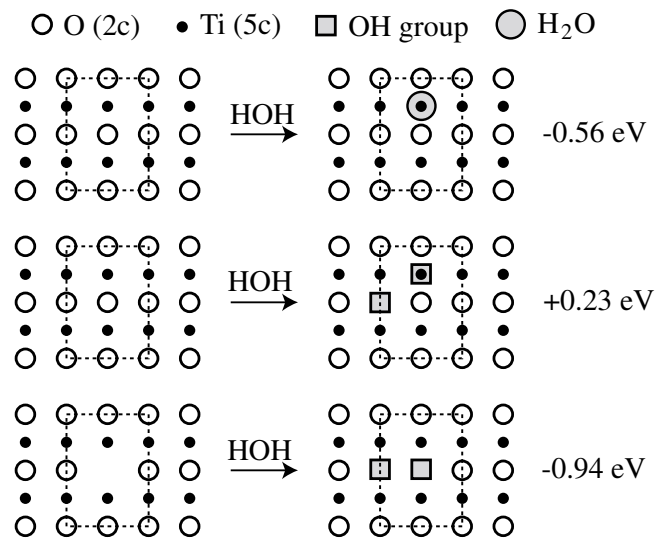 O (2c) Ti (5c) OH group H₂O
HOH
-0.56 eV
HOH
+0.23 eV
HOH
-0.94 eV